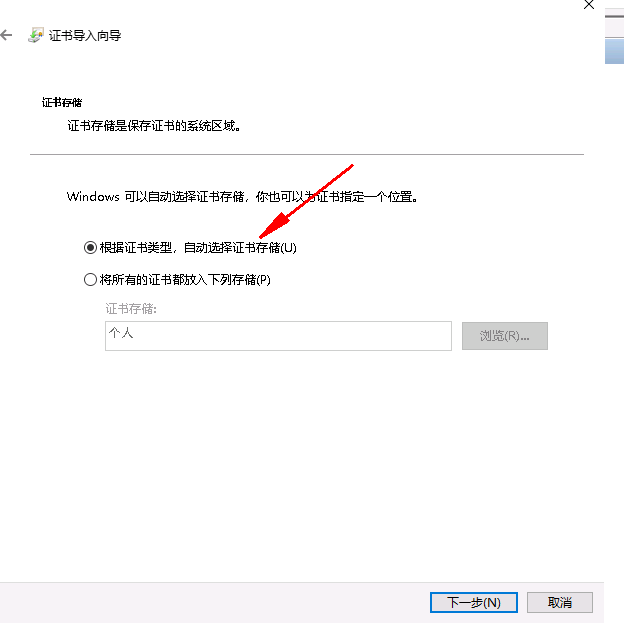 证书导入向导
证书存储
证书存储是保存证书的系统区域。
Windows 可以自动选择证书存储，你也可以为证书指定一个位置。
根据证书类型，自动选择证书存储(U)
将所有的证书都放入下列存储(P)
证书存储:
个人
浏览(R)...
下一步(N)
取消